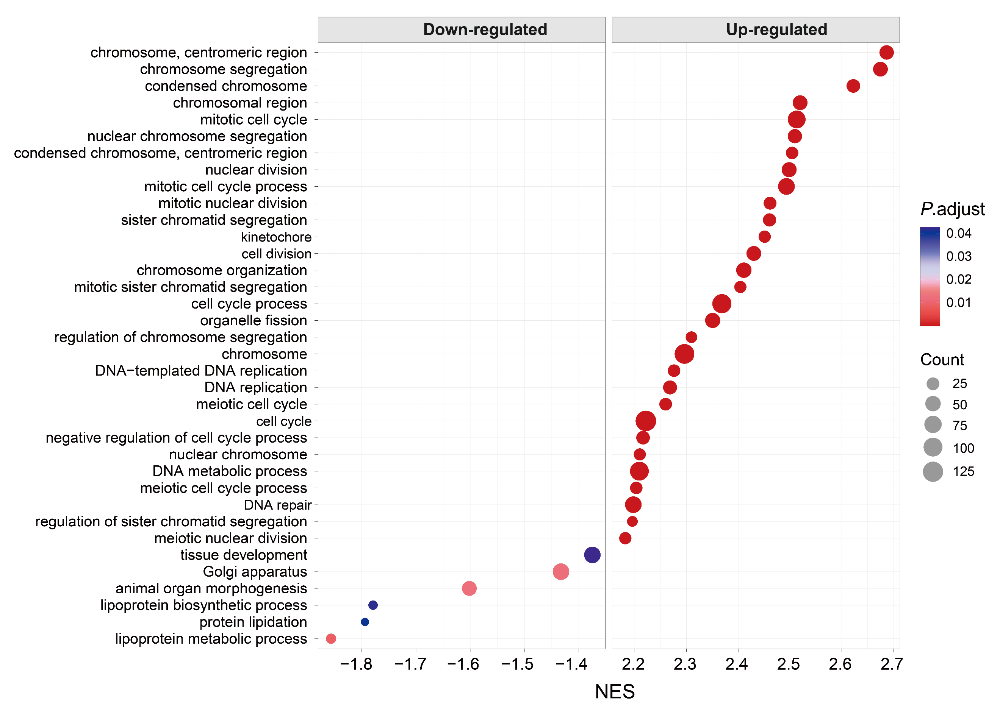 Down-regulated
Up-regulated
chromosome, centromeric region
chromosome segregation
condensed chromosome
chromosomal region
mitotic cell cycle
nuclear chromosome segregation
condensed chromosome, centromeric region
nuclear division
mitotic cell cycle process
mitotic nuclear division
sister chromatid segregation
kinetochore
cell division
chromosome organization
mitotic sister chromatid segregation
cell cycle process
organelle fission
regulation of chromosome segregation
chromosome
DNA−templated DNA replication
DNA replication
meiotic cell cycle
cell cycle
negative regulation of cell cycle process
nuclear chromosome
DNA metabolic process
meiotic cell cycle process
DNA repair
regulation of sister chromatid segregation
meiotic nuclear division
tissue development
Golgi apparatus
animal organ morphogenesis
lipoprotein biosynthetic process
protein lipidation
lipoprotein metabolic process
−1.8 −1.7 −1.6 −1.5 −1.4 2.2 2.3 2.4 2.5 2.6 2.7
NES
P.adjust
0.04
0.03
0.02
0.01
Count
25
50
75
100
125